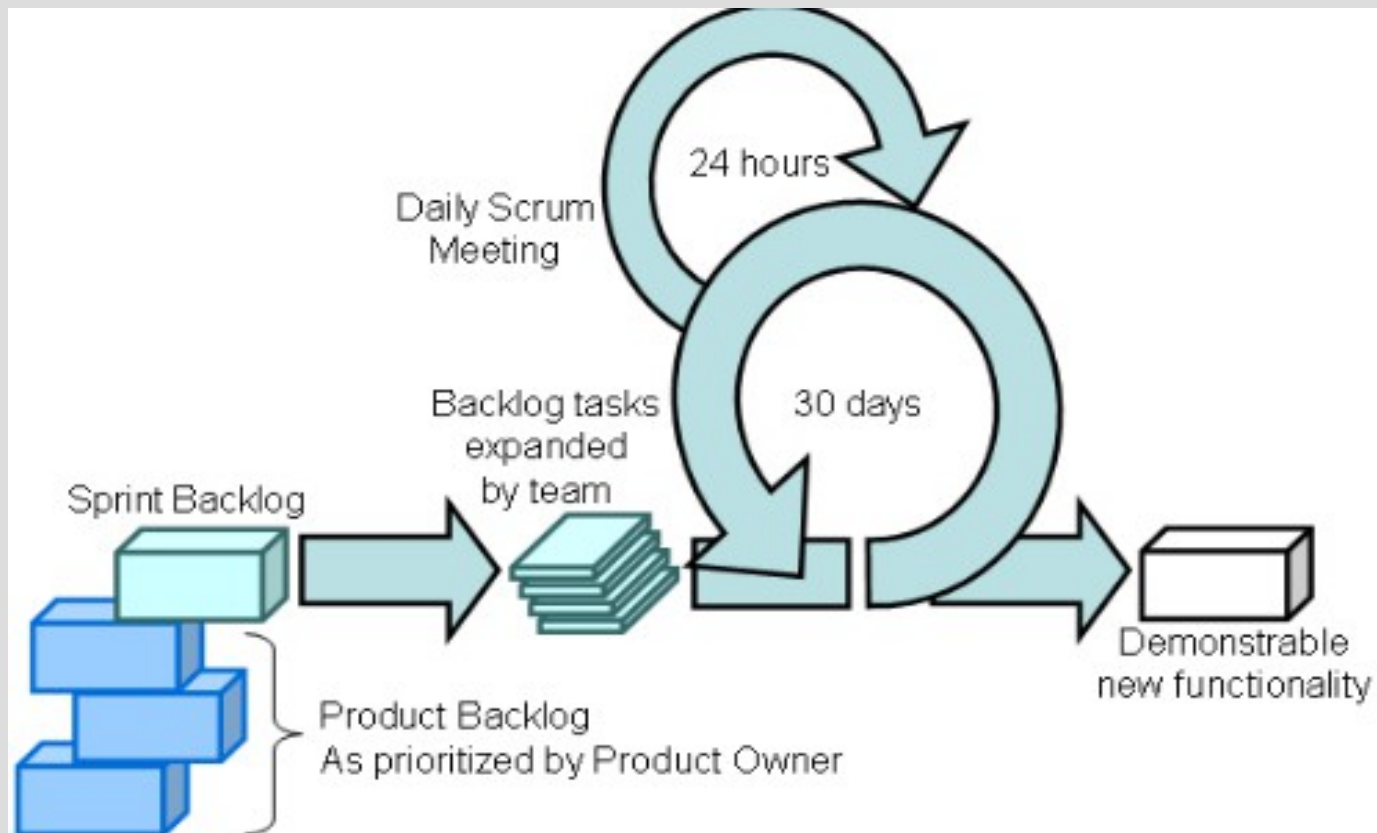 24 hours
Daily Scrum
Meeting
30 days
Backlog tasks
expanded
by team
Sprint Backlog
Demonstrable
new functionality
Product Backlog
As prioritized by Product Owner